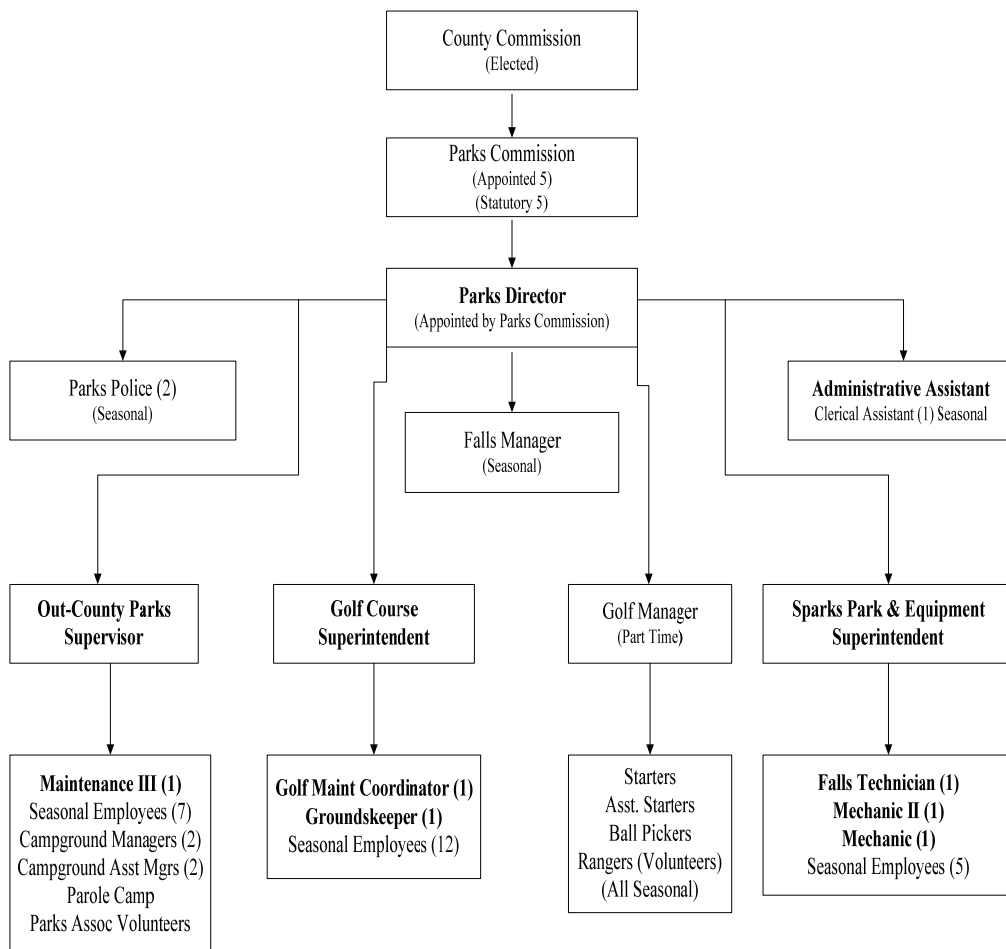 County Commission
(Elected)
Parks Commission
(Appointed 5)
(Statutory 5)
Parks Director
(Appointed by Parks Commission)
Parks Police (2)
(Seasonal)
Falls Manager
(Seasonal)
Administrative Assistant
Clerical Assistant (1) Seasonal
Out-County Parks
Supervisor
Golf Course
Superintendent
Golf Manager
(Part Time)
Sparks Park & Equipment
Superintendent
Maintenance III (1)
Seasonal Employees (7)
Campground Managers (2)
Campground Asst Mgrs (2)
Parole Camp
Parks Assoc Volunteers
Golf Maint Coordinator (1)
Groundskeeper (1)
Seasonal Employees (12)
Starters
Asst. Starters
Ball Pickers
Rangers (Volunteers)
(All Seasonal)
Falls Technician (1)
Mechanic II (1)
Mechanic (1)
Seasonal Employees (5)